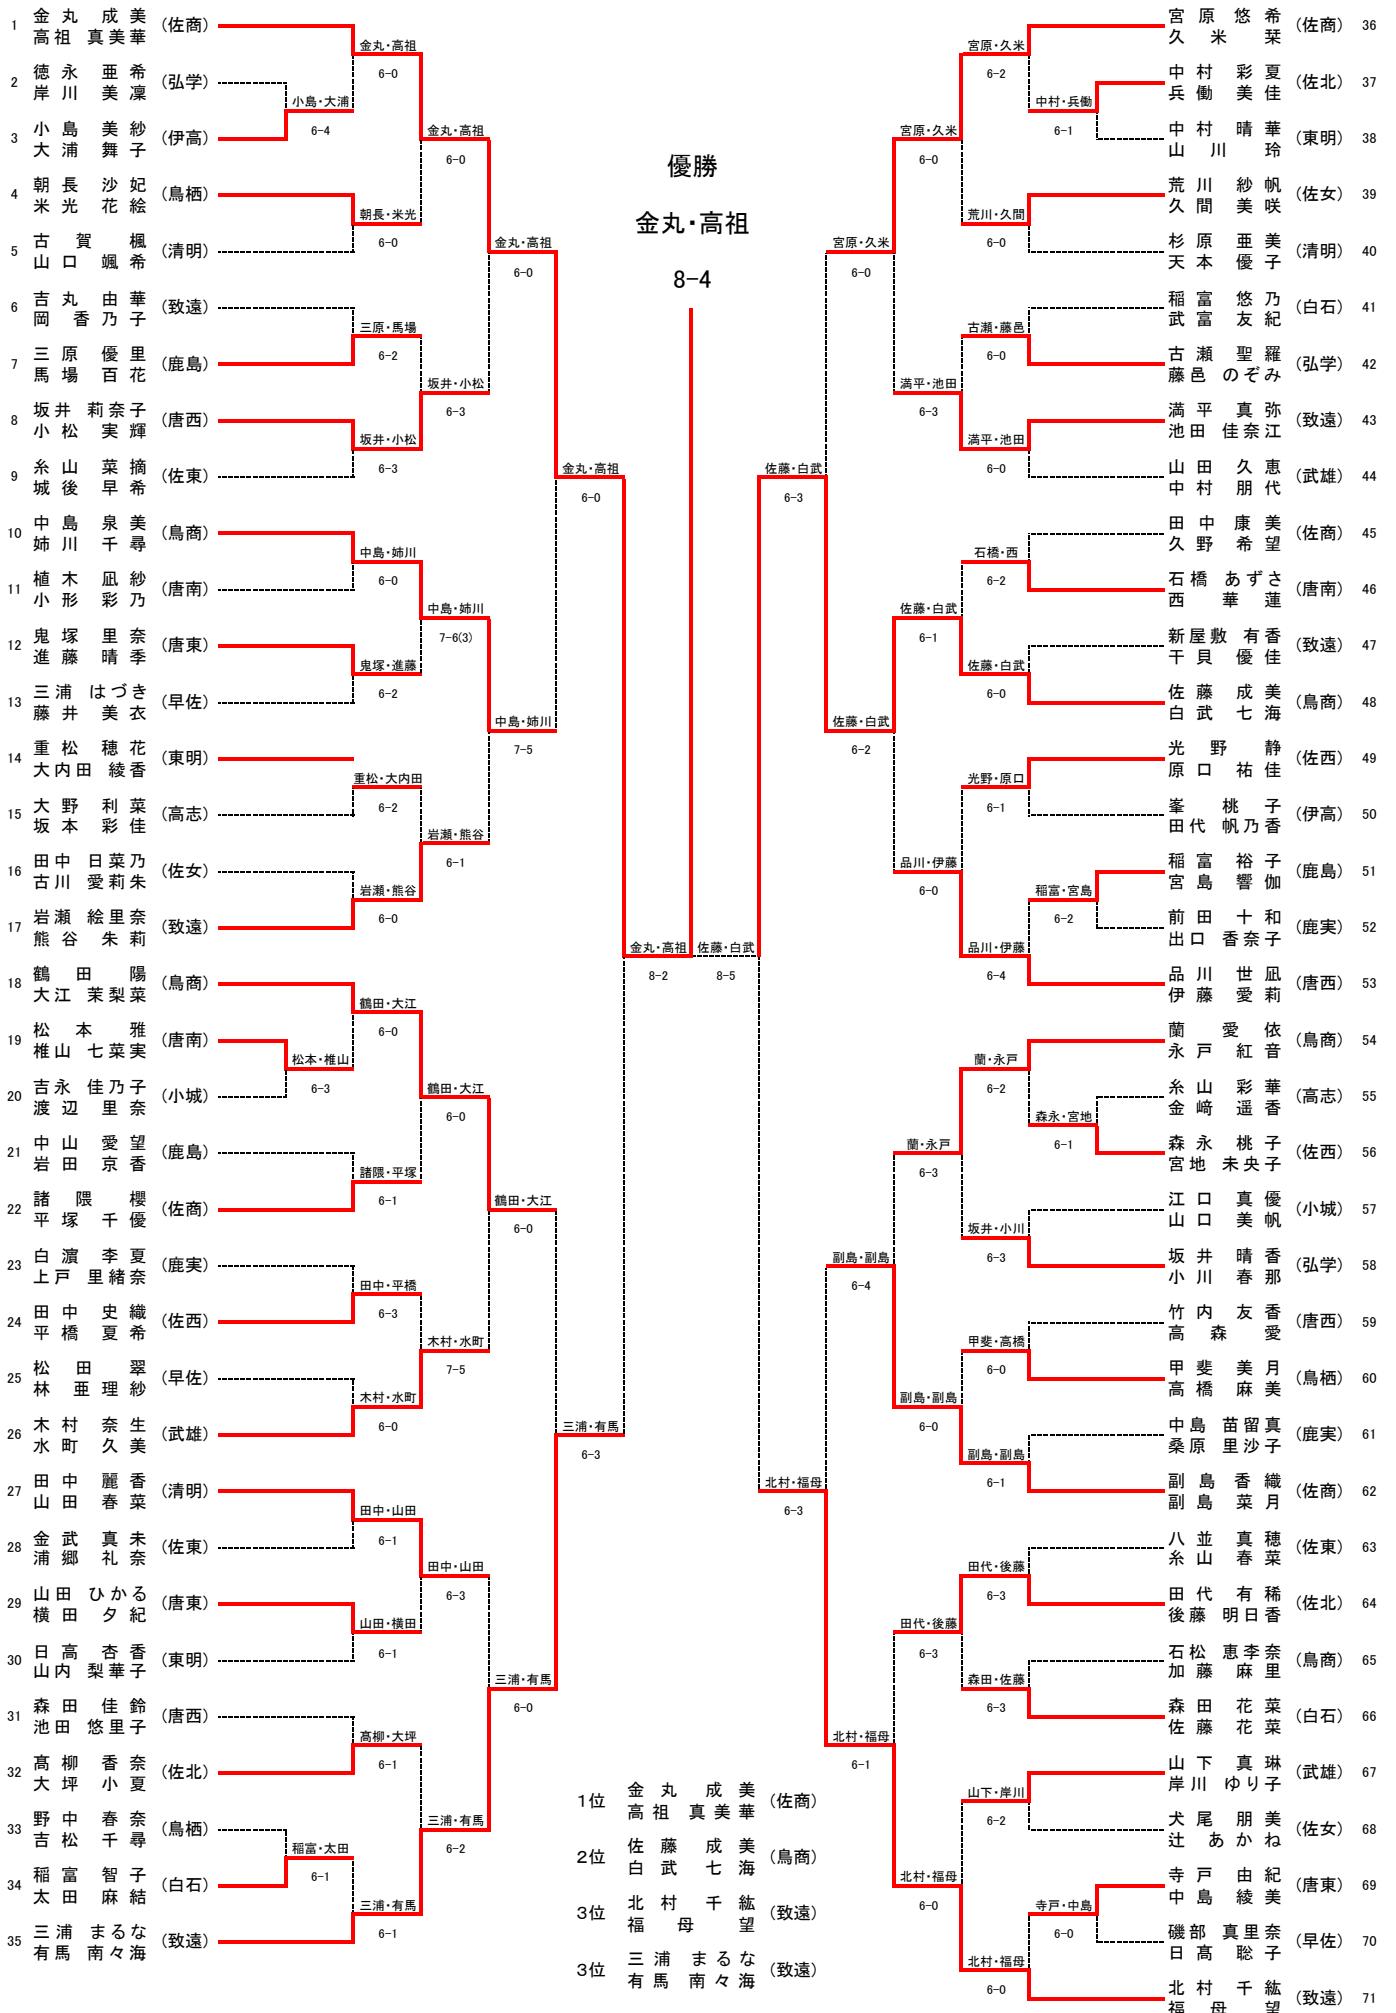 優勝
金丸・高祖
8-4
1 金丸 成美 (佐商)
高祖 真美華
2 徳永 亜希 (弘学)
岸川 美凜
3 小島 美紗 (伊高)
大浦 舞子
4 朝長 沙妃 (鳥栖)
米光 花絵
5 古賀 楓 (清明)
山口 颯希
6 吉丸 由華 (致遠)
岡 香乃子
7 三原 優里 (鹿島)
馬場 百花
8 坂井 莉奈子 (唐西)
小松 実輝
9 糸山 菜摘 (佐東)
城後 早希
10 中島 泉美 (鳥商)
姉川 千尋
11 植木 凪紗 (唐南)
小形 彩乃
12 鬼塚 里奈 (唐東)
進藤 晴季
13 三浦 はづき (早佐)
藤井 美衣
14 重松 穂花 (東明)
大内田 綾香
15 大野 利菜 (高志)
坂本 彩佳
16 田中 日菜乃 (佐女)
古川 愛莉朱
17 岩瀬 絵里奈 (致遠)
熊谷 朱莉
18 鶴田 陽 (鳥商)
大江 茉梨菜
19 松本 雅 (唐南)
椎山 七菜実
20 吉永 佳乃子 (小城)
渡辺 里奈
21 中山 愛望 (鹿島)
岩田 京香
22 諸隈 櫻 (佐商)
平塚 千優
23 白濵 李夏 (鹿実)
上戸 里緒奈
24 田中 史織 (佐西)
平橋 夏希
25 松田 翠 (早佐)
林 亜理紗
26 木村 奈生 (武雄)
水町 久美
27 田中 麗香 (清明)
山田 春菜
28 金武 真未 (佐東)
浦郷 礼奈
29 山田 ひかる (唐東)
横田 夕紀
30 日高 杏香 (東明)
山内 梨華子
31 森田 佳鈴 (唐西)
池田 悠里子
32 髙柳 香奈 (佐北)
大坪 小夏
33 野中 春奈 (鳥栖)
吉松 千尋
34 稲富 智子 (白石)
太田 麻結
35 三浦 まるな (致遠)
有馬 南々海
小島・大浦
6-4
松本・椎山
6-3
稲富・太田
6-1
金丸・高祖
6-0
朝長・米光
6-0
三原・馬場
6-2
坂井・小松
6-3
中島・姉川
6-0
鬼塚・進藤
6-2
重松・大内田
6-2
岩瀬・熊谷
6-0
鶴田・大江
6-0
諸隈・平塚
6-1
田中・平橋
6-3
木村・水町
6-0
田中・山田
6-1
山田・横田
6-1
髙柳・大坪
6-1
三浦・有馬
6-1
金丸・高祖
6-0
坂井・小松
6-3
中島・姉川
7-6(3)
岩瀬・熊谷
6-1
鶴田・大江
6-0
木村・水町
7-5
田中・山田
6-3
三浦・有馬
6-2
金丸・高祖
6-0
中島・姉川
7-5
鶴田・大江
6-0
三浦・有馬
6-0
金丸・高祖
6-0
三浦・有馬
6-3
金丸・高祖
8-2
佐藤・白武
8-5
佐藤・白武
6-3
北村・福母
6-3
宮原・久米
6-0
佐藤・白武
6-2
副島・副島
6-4
北村・福母
6-1
宮原・久米
6-0
満平・池田
6-3
佐藤・白武
6-1
品川・伊藤
6-0
蘭・永戸
6-3
副島・副島
6-0
田代・後藤
6-3
北村・福母
6-0
宮原・久米
6-2
荒川・久間
6-0
古瀬・藤邑
6-0
満平・池田
6-0
石橋・西
6-2
佐藤・白武
6-0
光野・原口
6-1
品川・伊藤
6-4
蘭・永戸
6-2
坂井・小川
6-3
甲斐・高橋
6-0
副島・副島
6-1
田代・後藤
6-3
森田・佐藤
6-3
山下・岸川
6-2
北村・福母
6-0
中村・兵働
6-1
稲富・宮島
6-2
森永・宮地
6-1
寺戸・中島
6-0
宮原 悠希 (佐商) 36
久米 栞
中村 彩夏 (佐北) 37
兵働 美佳
中村 晴華 (東明) 38
山川 玲
荒川 紗帆 (佐女) 39
久間 美咲
杉原 亜美 (清明) 40
天本 優子
稲富 悠乃 (白石) 41
武富 友紀
古瀬 聖羅 (弘学) 42
藤邑 のぞみ
満平 真弥 (致遠) 43
池田 佳奈江
山田 久恵 (武雄) 44
中村 朋代
田中 康美 (佐商) 45
久野 希望
石橋 あずさ (唐南) 46
西 華蓮
新屋敷 有香 (致遠) 47
干貝 優佳
佐藤 成美 (鳥商) 48
白武 七海
光野 静 (佐西) 49
原口 祐佳
峯 桃子 (伊高) 50
田代 帆乃香
稲富 裕子 (鹿島) 51
宮島 響伽
前田 十和 (鹿実) 52
出口 香奈子
品川 世凪 (唐西) 53
伊藤 愛莉
蘭 愛依 (鳥商) 54
永戸 紅音
糸山 彩華 (高志) 55
金﨑 遥香
森永 桃子 (佐西) 56
宮地 未央子
江口 真優 (小城) 57
山口 美帆
坂井 晴香 (弘学) 58
小川 春那
竹内 友香 (唐西) 59
高森 愛
甲斐 美月 (鳥栖) 60
高橋 麻美
中島 苗留真 (鹿実) 61
桑原 里沙子
副島 香織 (佐商) 62
副島 菜月
八並 真穂 (佐東) 63
糸山 春菜
田代 有稀 (佐北) 64
後藤 明日香
石松 恵李奈 (鳥商) 65
加藤 麻里
森田 花菜 (白石) 66
佐藤 花菜
山下 真琳 (武雄) 67
岸川 ゆり子
犬尾 朋美 (佐女) 68
辻 あかね
寺戸 由紀 (唐東) 69
中島 綾美
磯部 真里奈 (早佐) 70
日髙 聡子
北村 千紘 (致遠) 71
福母 望
1位 金丸 成美 (佐商)
高祖 真美華
2位 佐藤 成美 (鳥商)
白武 七海
3位 北村 千紘 (致遠)
福母 望
3位 三浦 まるな (致遠)
有馬 南々海